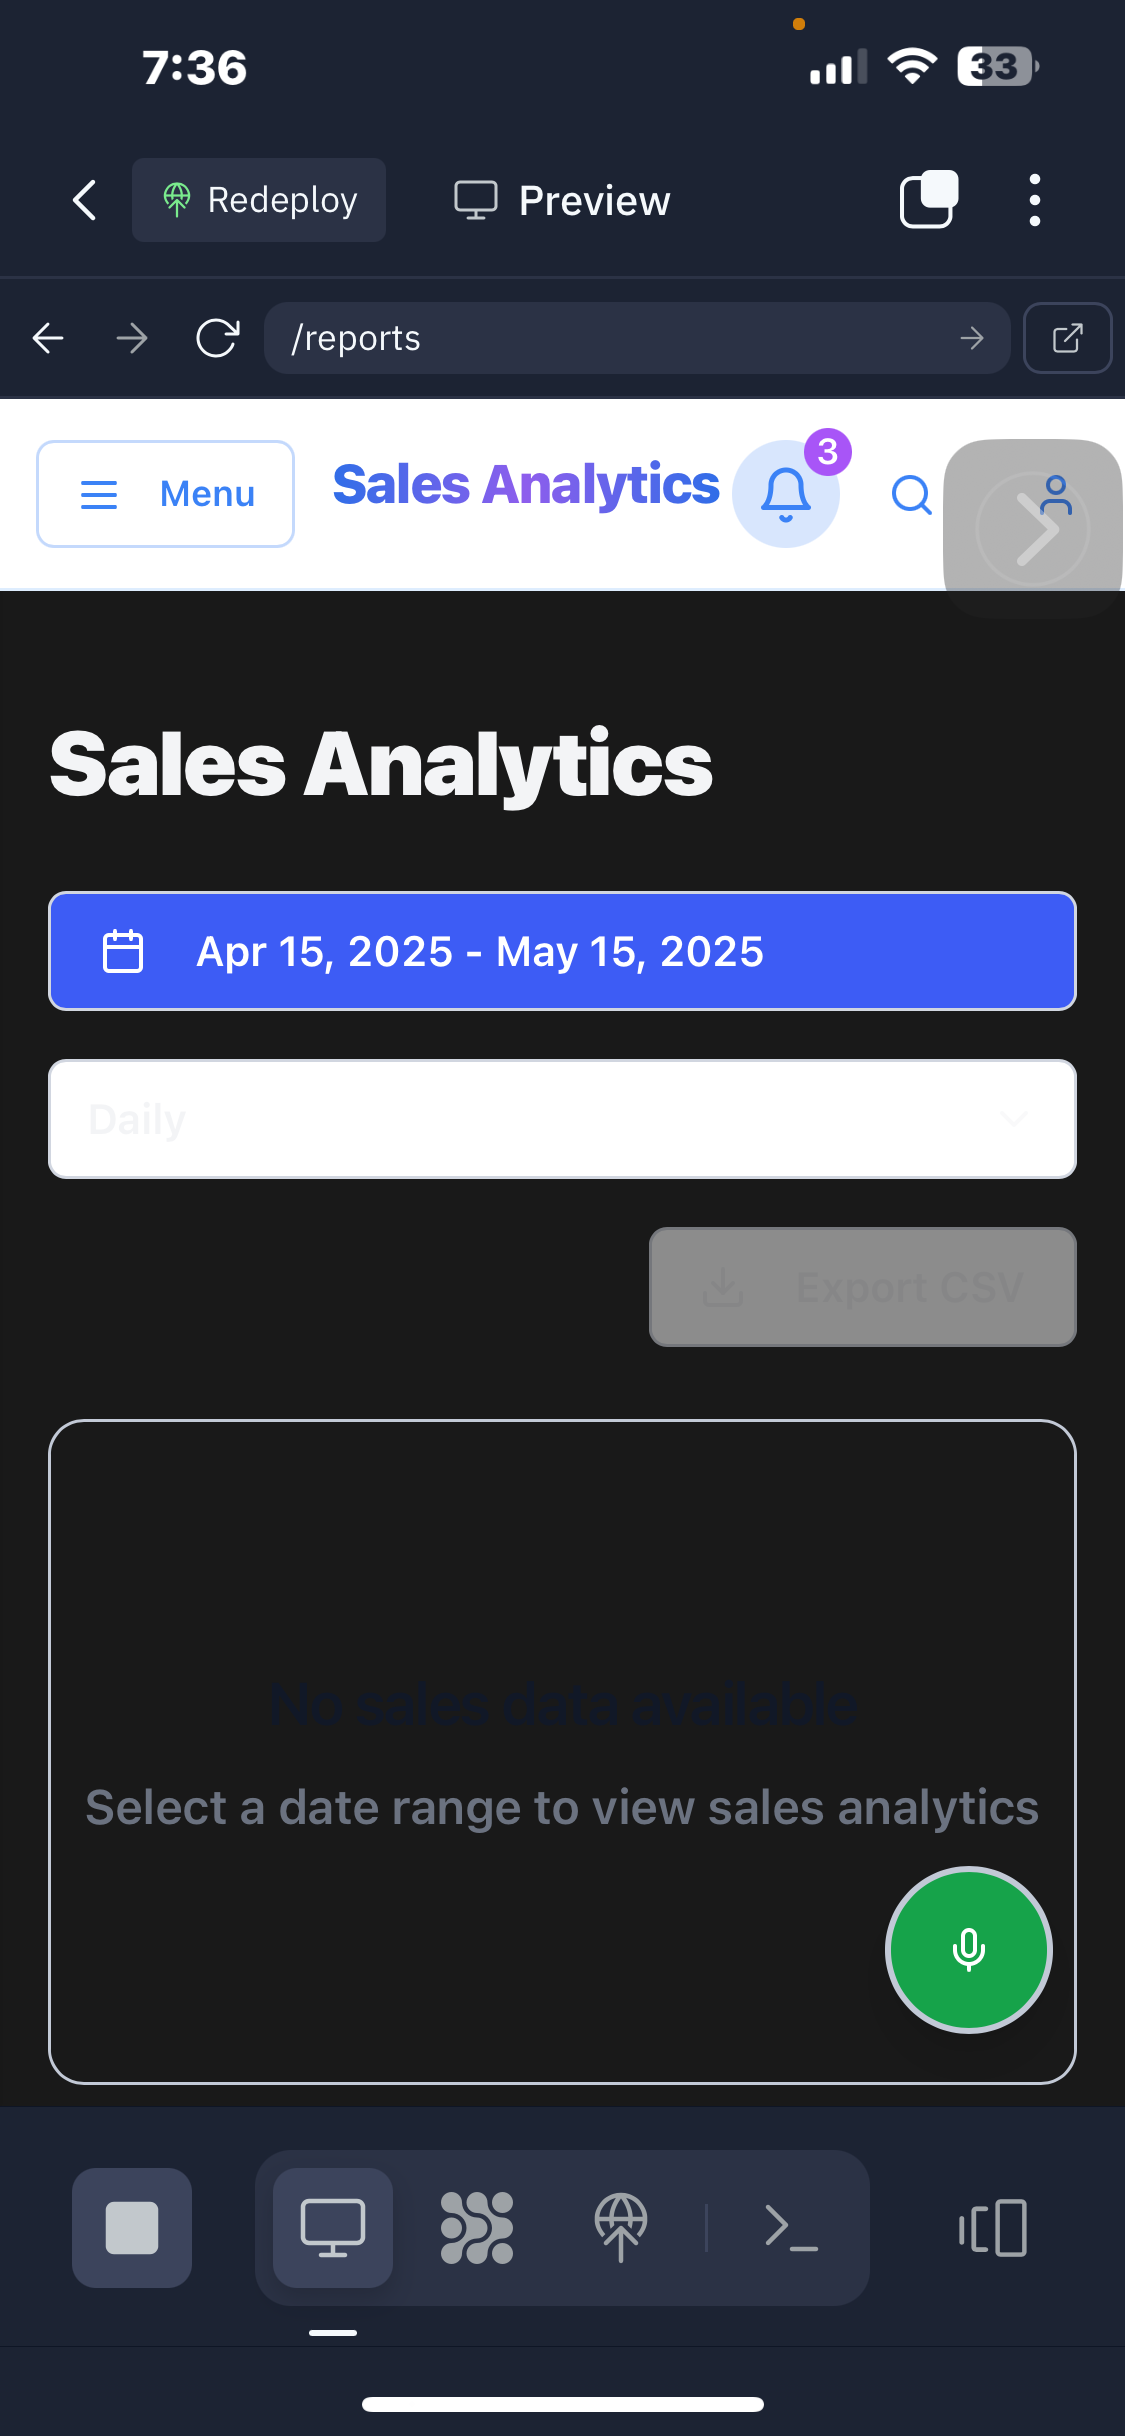 7:36
33
Redeploy
Preview
/reports
Menu
Sales Analytics
3
Sales Analytics
Apr 15, 2025 - May 15, 2025
Daily
Export CSV
No sales data available
Select a date range to view sales analytics